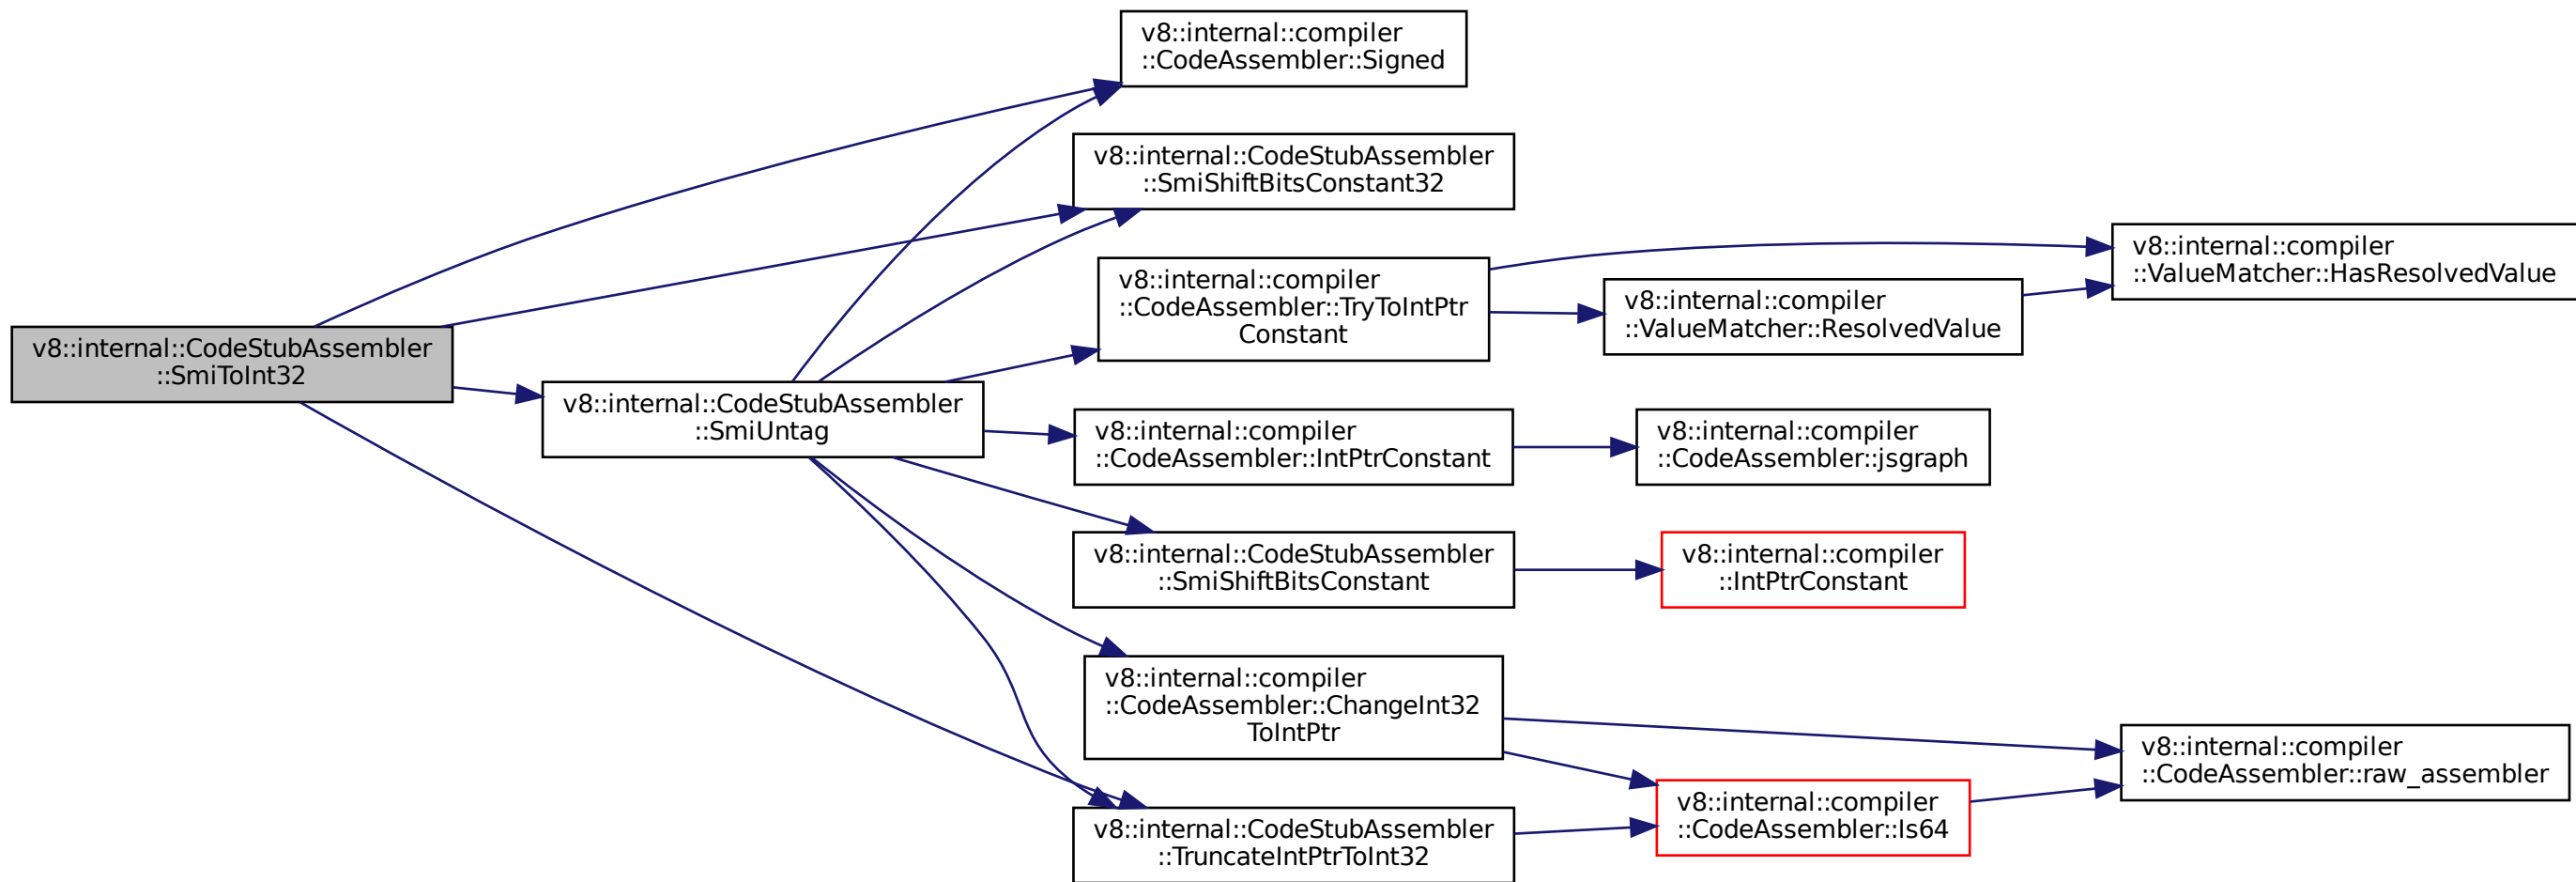 v8::internal::compiler
::CodeAssembler::Signed
v8::internal::CodeStubAssembler
::SmiShiftBitsConstant32
v8::internal::compiler
::ValueMatcher::HasResolvedValue
v8::internal::compiler
::CodeAssembler::TryToIntPtr
Constant
v8::internal::compiler
::ValueMatcher::ResolvedValue
v8::internal::CodeStubAssembler
::SmiToInt32
v8::internal::CodeStubAssembler
::SmiUntag
v8::internal::compiler
::CodeAssembler::IntPtrConstant
v8::internal::compiler
::CodeAssembler::jsgraph
v8::internal::CodeStubAssembler
::SmiShiftBitsConstant
v8::internal::compiler
::IntPtrConstant
v8::internal::compiler
::CodeAssembler::ChangeInt32
ToIntPtr
v8::internal::compiler
::CodeAssembler::raw_assembler
v8::internal::compiler
::CodeAssembler::Is64
v8::internal::CodeStubAssembler
::TruncateIntPtrToInt32